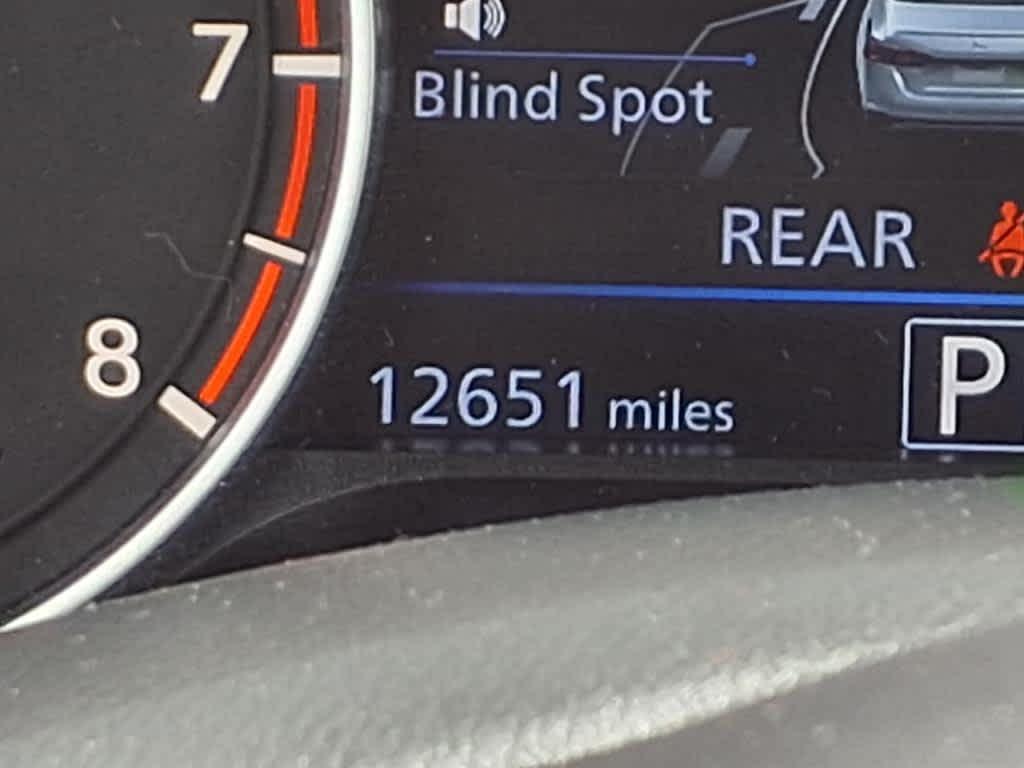 7
Blind Spot
REAR
8
12651 miles
P